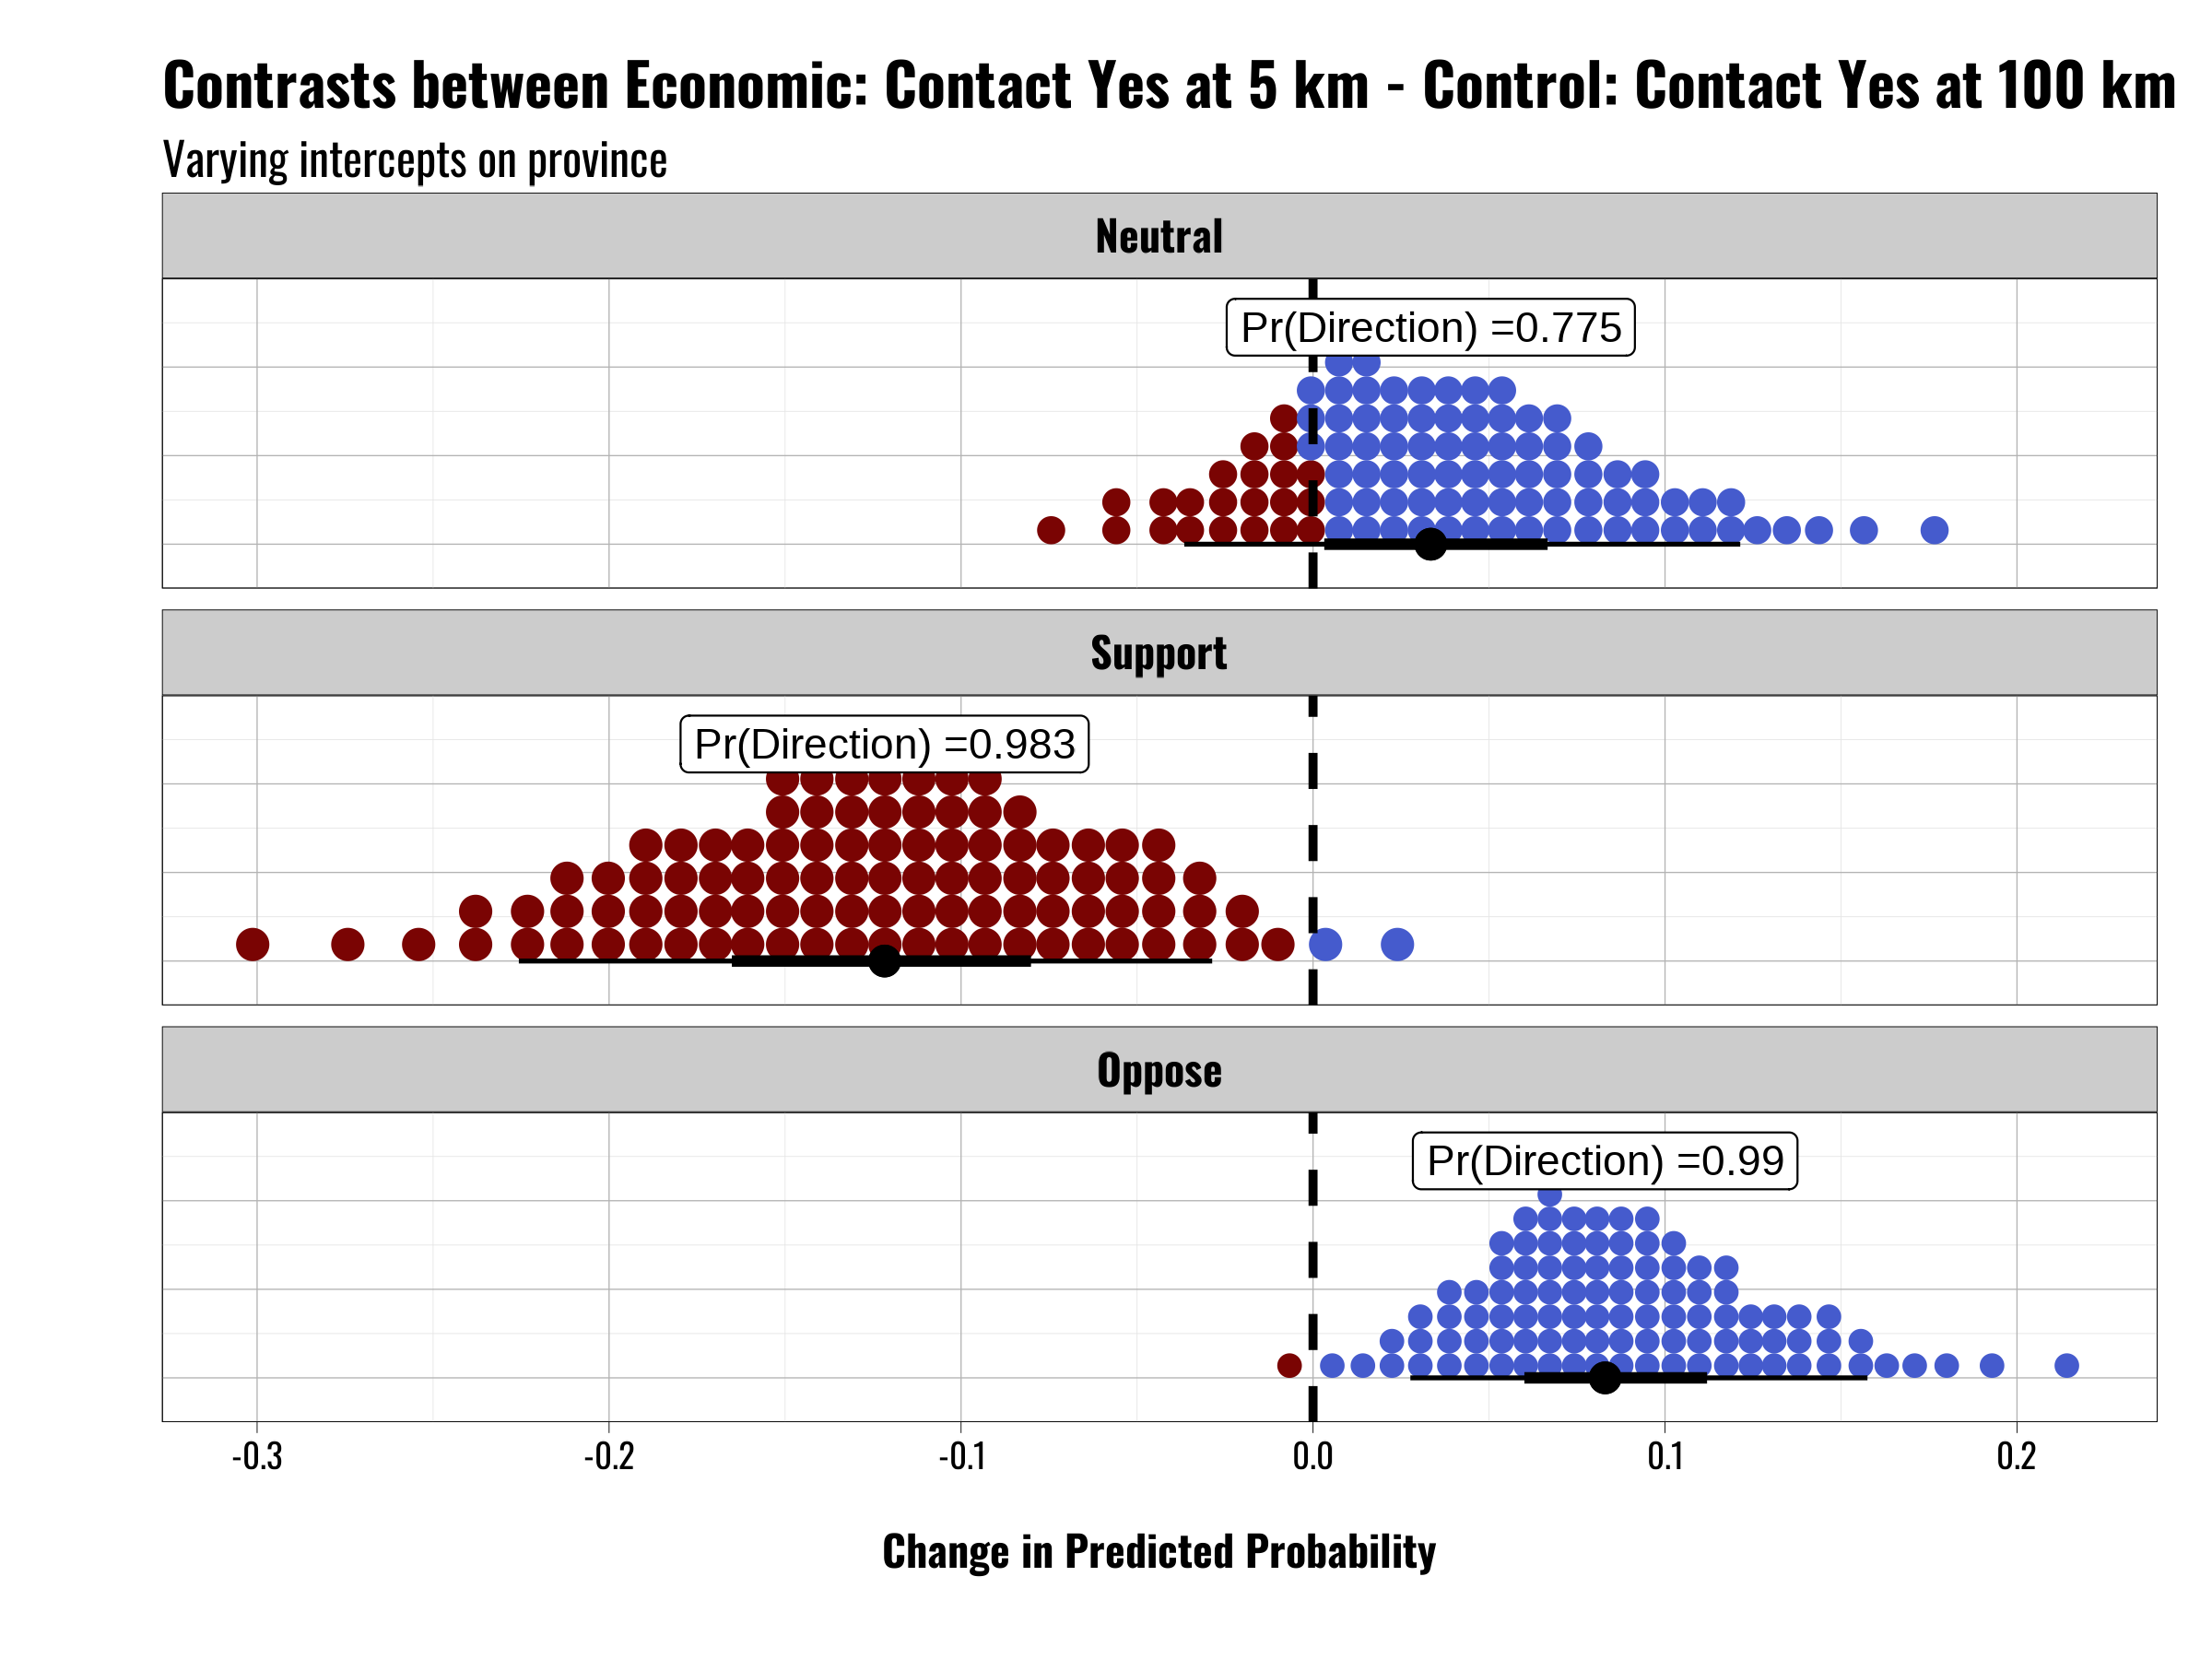 Contrasts between Economic: Contact Yes at 5 km - Control: Contact Yes at 100 km
Varying intercepts on province
Neutral
Pr(Direction) =0.775
Support
Pr(Direction) =0.983
Oppose
Pr(Direction) =0.99
-0.3 -0.2 -0.1 0.0 0.1 0.2
Change in Predicted Probability